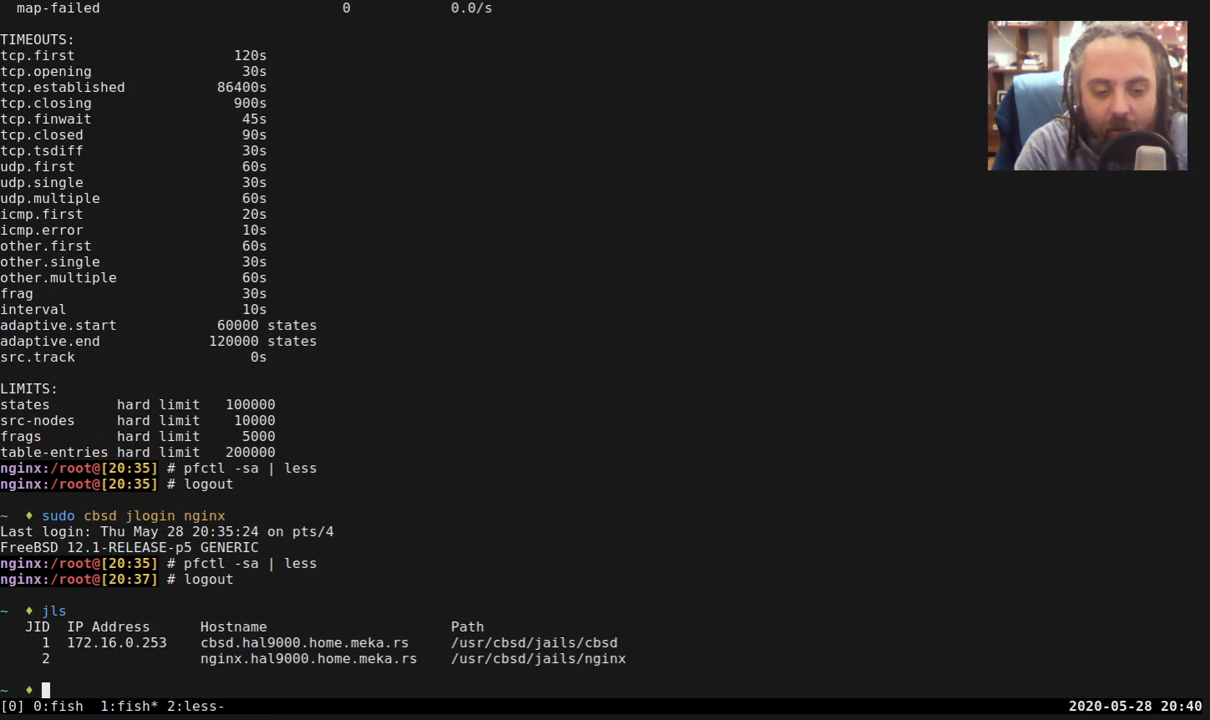 map-failed 0 0.0/s
TIMEOUTS:
tcp.first 120s
tcp.opening 30s
tcp.established 86400s
tcp.closing 900s
tcp.finwait 45s
tcp.closed 90s
tcp.tsdiff 30s
udp.first 60s
udp.single 30s
udp.multiple 60s
icmp.first 20s
icmp.error 10s
other.first 60s
other.single 30s
other.multiple 60s
frag 30s
interval 10s
adaptive.start 60000 states
adaptive.end 120000 states
src.track 0s
LIMITS:
states hard limit 100000
src-nodes hard limit 10000
frags hard limit 5000
table-entries hard limit 200000
nginx:/root@[20:35] # pfctl -sa | less
nginx:/root@[20:35] # logout
~ ♦ sudo cbsd jlogin nginx
Last login: Thu May 28 20:35:24 on pts/4
FreeBSD 12.1-RELEASE-p5 GENERIC
nginx:/root@[20:35] # pfctl -sa | less
nginx:/root@[20:37] # logout
~ ♦ jls
JID IP Address Hostname Path
1 172.16.0.253 cbsd.hal9000.home.meka.rs /usr/cbsd/jails/cbsd
2 nginx.hal9000.home.meka.rs /usr/cbsd/jails/nginx
~ ♦
[0] 0:fish 1:fish* 2:less- 2020-05-28 20:40